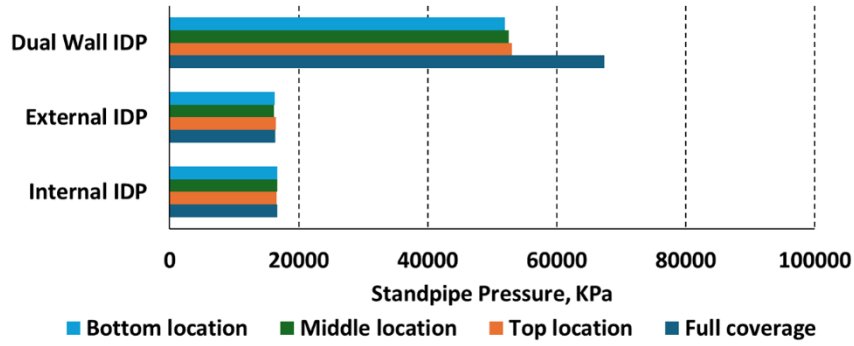 Dual Wall IDP
External IDP
Internal IDP
0 20000 40000 60000 80000 100000
Standpipe Pressure, KPa
Bottom location Middle location Top location Full coverage